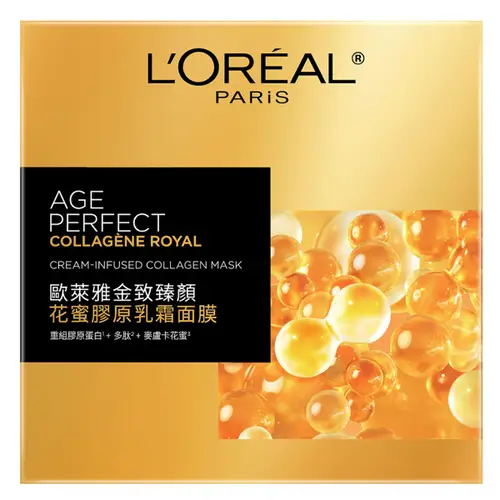 L'ORÉAL®
PARiS
AGE
PERFECT
COLLAGÈNE ROYAL
CREAM-INFUSED COLLAGEN MASK
歐萊雅金致臻顏
花蜜膠原乳霜面膜
重組膠原蛋白¹ + 多肽² + 麥盧卡花蜜³